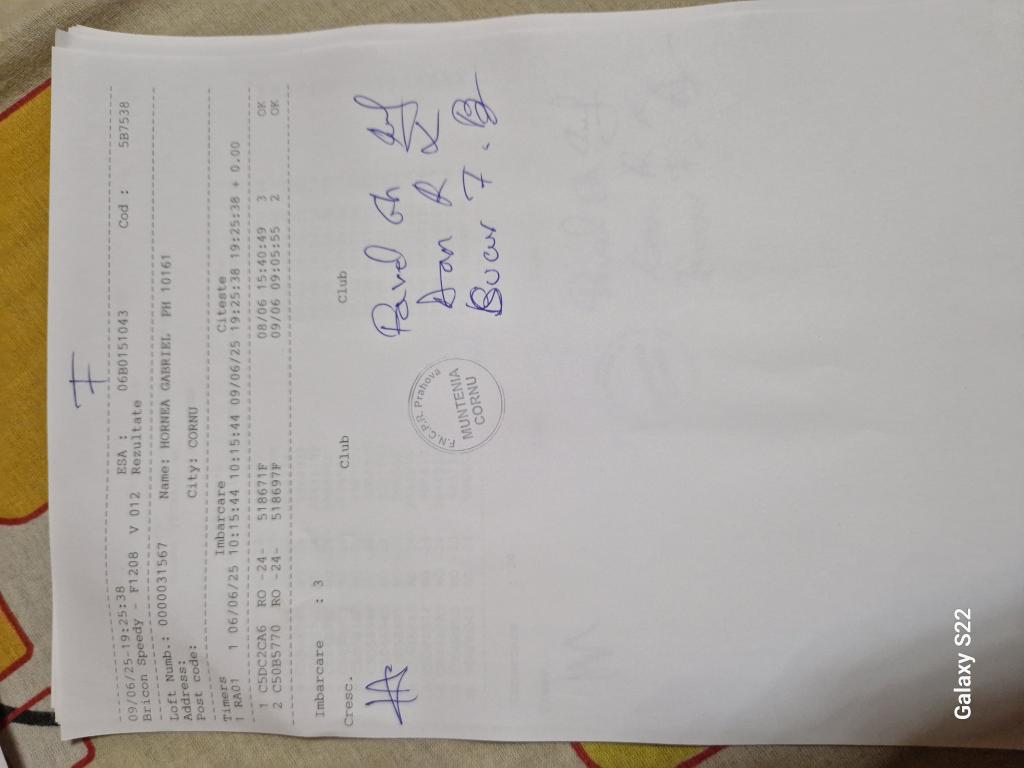 F
09/06/25-19:25:38 ESA : 06B0151043 Cod : 5B7538
Bricon Speedy - F1208 V 012 Rezultate
Loft Numb.: 0000031567 Name: HORNEA GABRIEL PH 10161
Address:
Post code: City: CORNU
Timers Imbarcare Citeste
1 RA01 1 06/06/25 10:15:44 10:15:44 09/06/25 19:25:38 19:25:38 + 0.00
1 C5DC2CA6 RO -24- 518671F 08/06 15:40:49 3 OK
2 C50B5770 RO -24- 518697F 09/06 09:05:55 2 OK
Imbarcare : 3
Cresc. Club Club
Pavel Gh
Dan R
Bucur F.
F.N.C.P.R. Prahova
MUNTENIA
CORNU
Galaxy S22